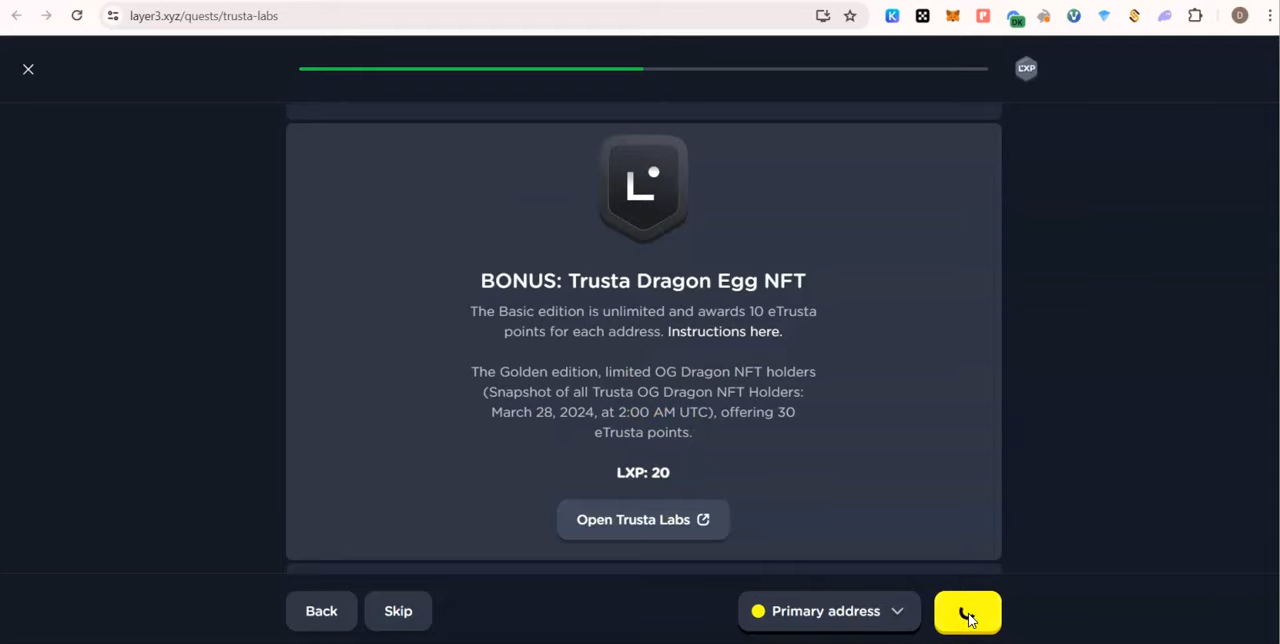 layer3.xyz/quests/trusta-labs
DK
D
LXP
BONUS: Trusta Dragon Egg NFT
The Basic edition is unlimited and awards 10 eTrusta
points for each address. Instructions here.
The Golden edition, limited OG Dragon NFT holders
(Snapshot of all Trusta OG Dragon NFT Holders:
March 28, 2024, at 2:00 AM UTC), offering 30
eTrusta points.
LXP: 20
Open Trusta Labs
Back
Skip
Primary address